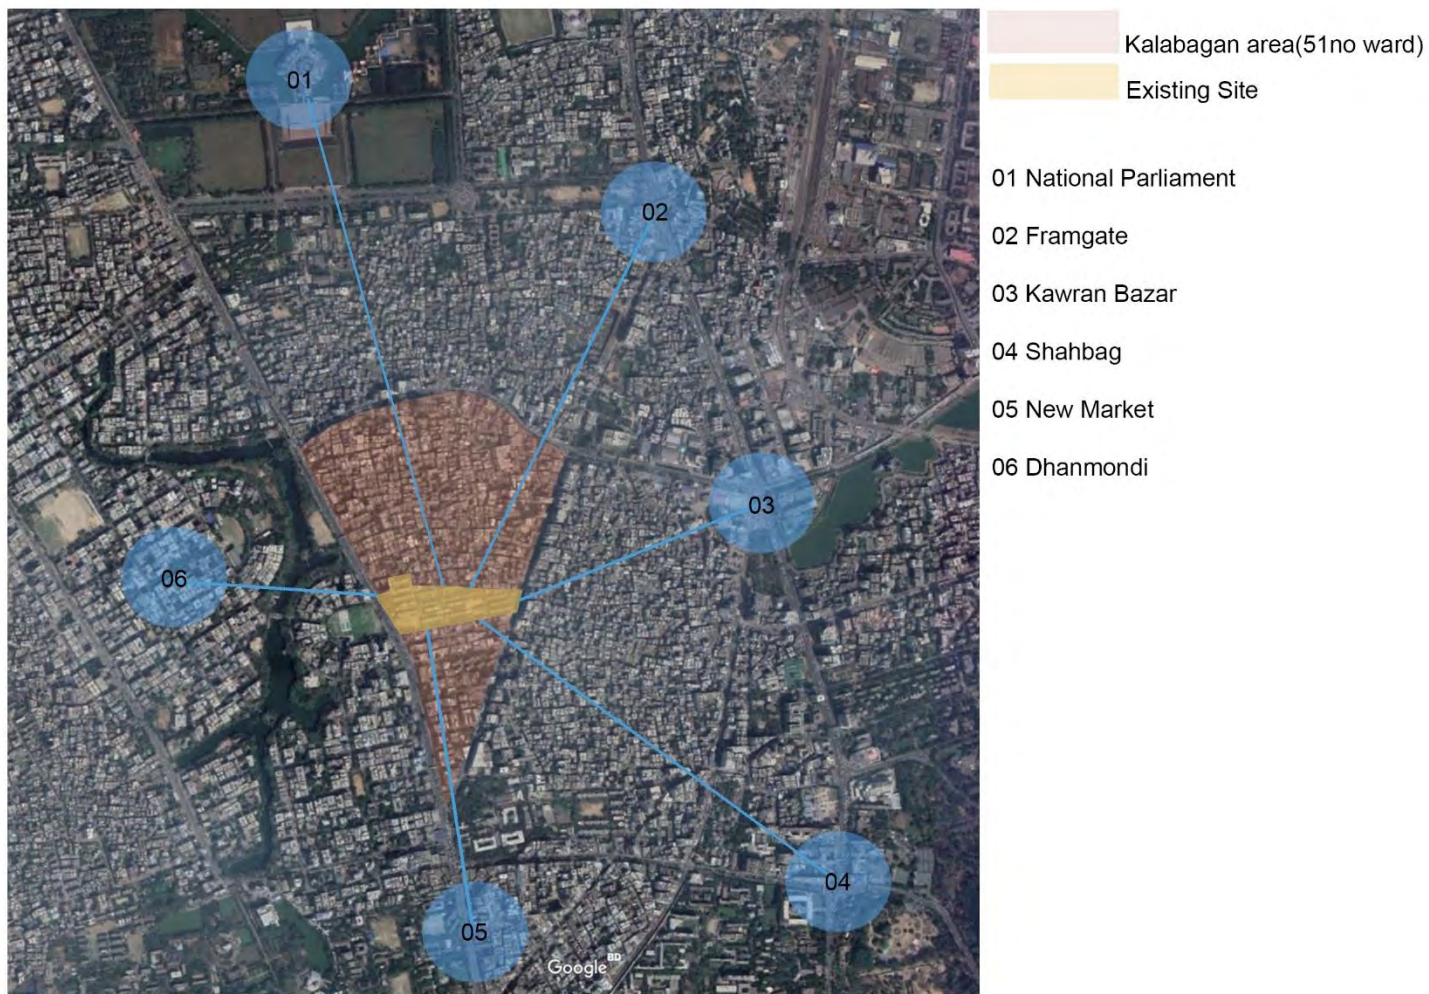 Kalabagan area(51no ward)
Existing Site
01 National Parliament
02 Framgate
03 Kawran Bazar
04 Shahbag
05 New Market
06 Dhanmondi
01
02
03
06
04
05
Google BD